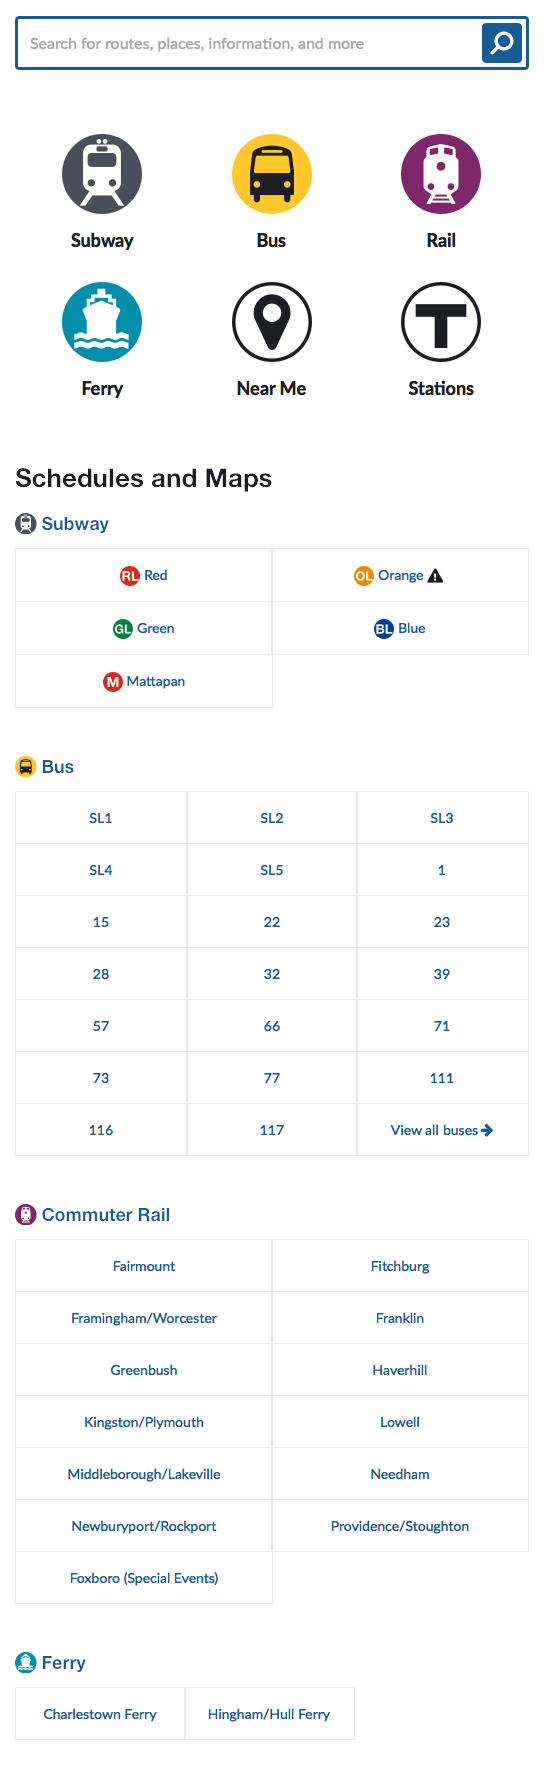 Search for routes, places, information, and more
Subway Bus Rail
T
Ferry Near Me Stations
Schedules and Maps
Subway
RL Red OL Orange
GL Green BL Blue
M Mattapan
Bus
SL1 SL2 SL3
SL4 SL5 1
15 22 23
28 32 39
57 66 71
73 77 111
116 117 View all buses
Commuter Rail
Fairmount Fitchburg
Framingham/Worcester Franklin
Greenbush Haverhill
Kingston/Plymouth Lowell
Middleborough/Lakeville Needham
Newburyport/Rockport Providence/Stoughton
Foxboro (Special Events)
Ferry
Charlestown Ferry Hingham/Hull Ferry